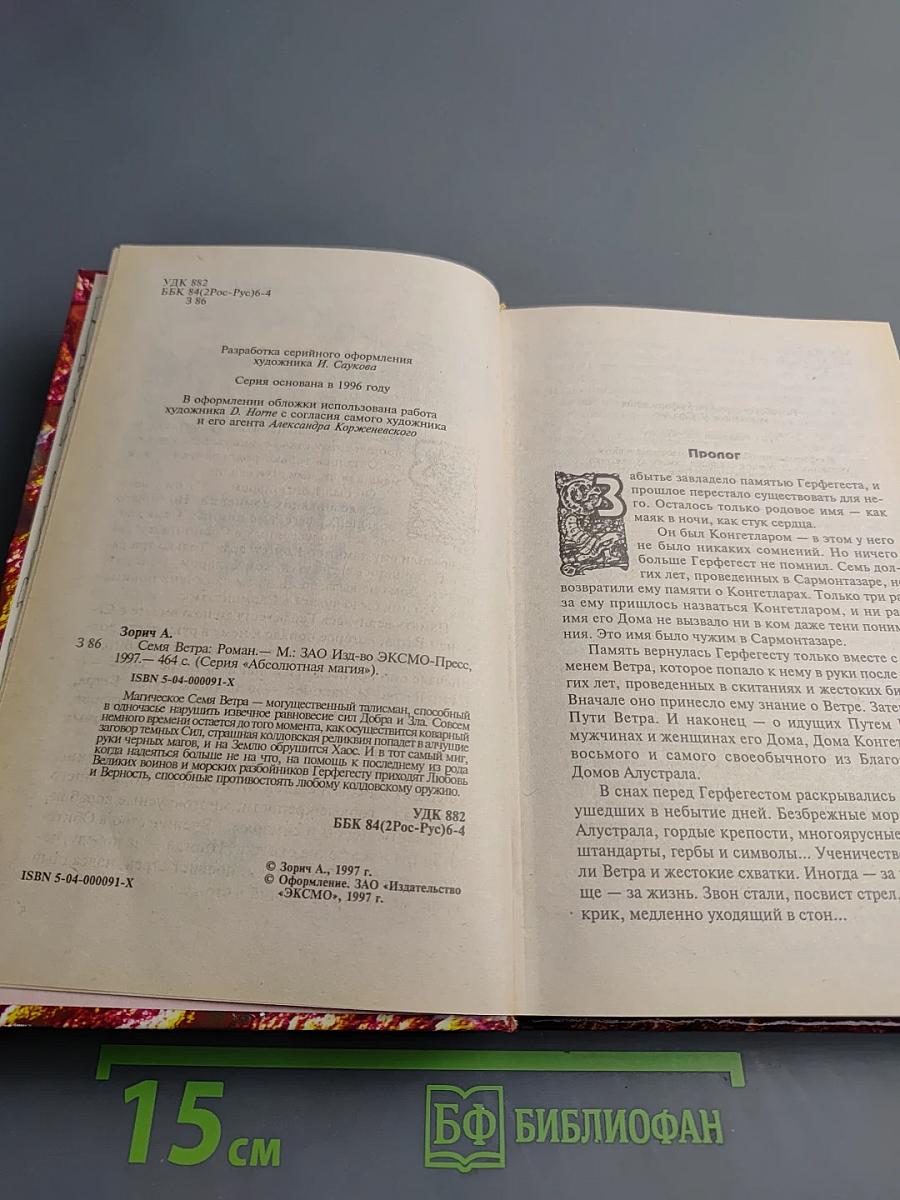 УДК 882
ББК 84(2Рос-Рус)6-4
З 86
Разработка серийного оформления
художника И. Саукова
Серия основана в 1996 году
В оформлении обложки использована работа
художника D. Horne с согласия самого художника
и его агента Александра Корженевского
Зорич А.
З 86 Семя Ветра: Роман.— М.: ЗАО Изд-во ЭКСМО-Пресс,
1997.— 464 с. (Серия «Абсолютная магия»).
ISBN 5-04-000091-X
Магическое Семя Ветра — могущественный талисман, способный
в одночасье нарушить извечное равновесие сил Добра и Зла. Совсем
немного времени остается до того момента, как осуществится коварный
заговор темных Сил, страшная колдовская реликвия попадет в алчущие
руки черных магов, и на Землю обрушится Хаос. И в тот самый миг,
когда надеяться больше не на что, на помощь к последнему из рода
Великих воинов и морских разбойников Герфегесту приходят Любовь
и Верность, способные противостоять любому колдовскому оружию.
УДК 882
ББК 84(2Рос-Рус)6-4
© Зорич А., 1997 г.
© Оформление. ЗАО «Издательство
«ЭКСМО», 1997 г.
ISBN 5-04-000091-X
Пролог
Забытье завладело памятью Герфегеста, и
прошлое перестало существовать для не-
го. Осталось только родовое имя — как
маяк в ночи, как стук сердца.
Он был Конгетларом — в этом у него
не было никаких сомнений. Но ничего
больше Герфегест не помнил. Семь дол-
гих лет, проведенных в Сармонтазаре, не
возвратили ему памяти о Конгетларах. Только три ра
за ему пришлось назваться Конгетларом, и ни ра
имя его Дома не вызвало ни в ком даже тени поним
ния. Это имя было чужим в Сармонтазаре.
Память вернулась Герфегесту только вместе с
менем Ветра, которое попало к нему в руки после
гих лет, проведенных в скитаниях и жестоких би
Вначале оно принесло ему знание о Ветре. Зате
Пути Ветра. И наконец — о идущих Путем
мужчинах и женщинах его Дома, Дома Конгет
восьмого и самого своеобычного из Благо
Домов Алустрала.
В снах перед Герфегестом раскрывались
ушедших в небытие дней. Безбрежные мор
Алустрала, гордые крепости, многоярусные
штандарты, гербы и символы... Ученичество
ли Ветра и жестокие схватки. Иногда — за
ще — за жизнь. Звон стали, посвист стрел,
крик, медленно уходящий в стон...
15 см
БФ БИБЛИОФАН